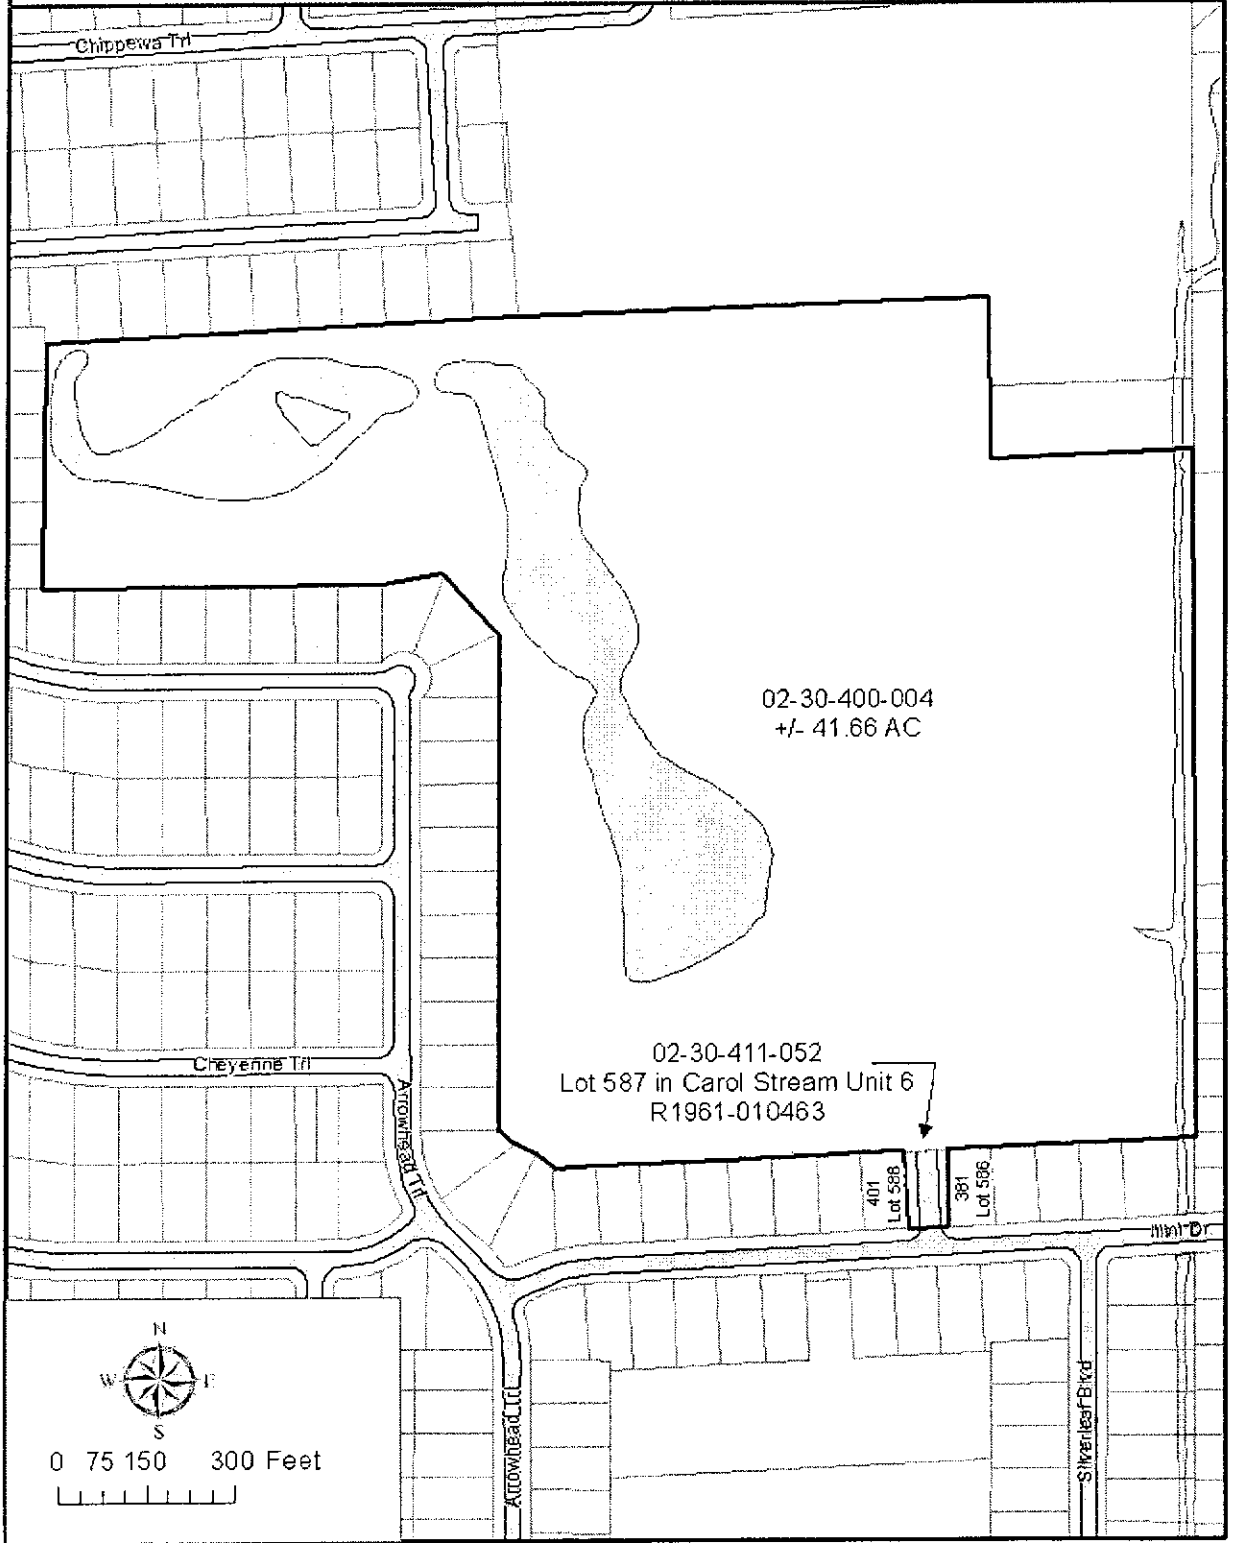 Chippewa Trl
02-30-400-004
+/- 41.66 AC
02-30-411-052
Lot 587 in Carol Stream Unit 6
R1961-010463
Cheyenne Trl
Arrowhead Trl
401
Lot 588
381
Lot 586
Illini Dr
N
W E
S
0 75 150 300 Feet
Arrowhead Trl
Silverleaf Blvd